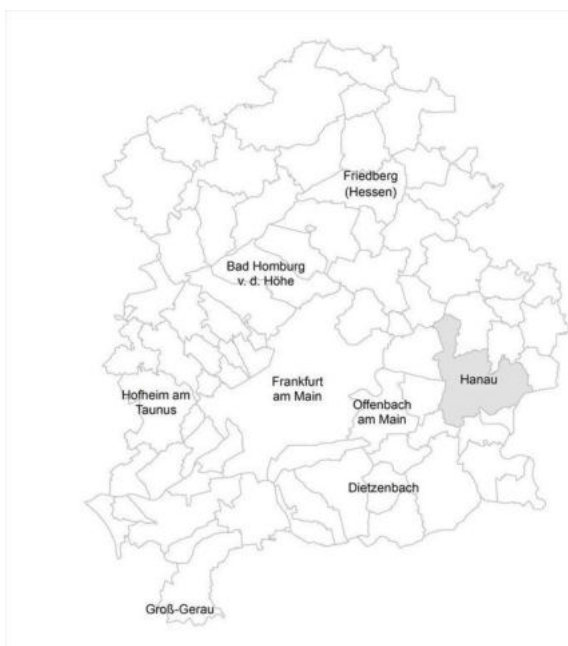 Friedberg
(Hessen)
Bad Homburg
v. d. Höhe
Hanau
Frankfurt
am Main
Hofheim am
Taunus
Offenbach
am Main
Dietzenbach
Groß-Gerau